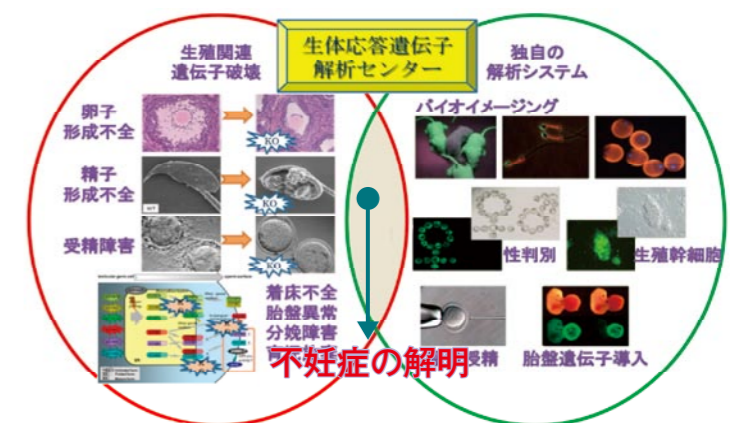 生体応答遺伝子
解析センター
生殖関連
遺伝子破壊
卵子
形成不全
KO
精子
形成不全
KO
受精障害
KO
着床不全
胎盤異常
分娩障害
独自の
解析システム
バイオイメージング
性判別
生殖幹細胞
受精
胎盤遺伝子導入
不妊症の解明